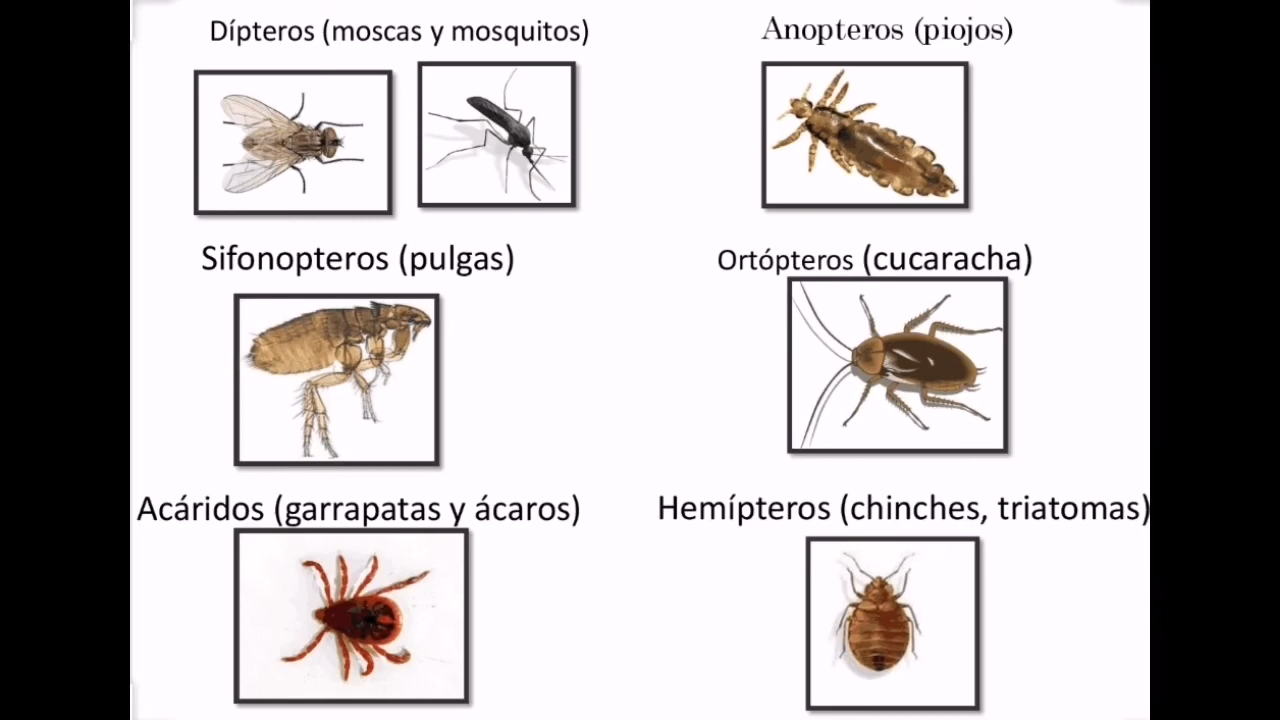 Dípteros (moscas y mosquitos)
Anopteros (piojos)
Sifonopteros (pulgas)
Ortópteros (cucaracha)
Acáridos (garrapatas y ácaros)
Hemípteros (chinches, triatomas)